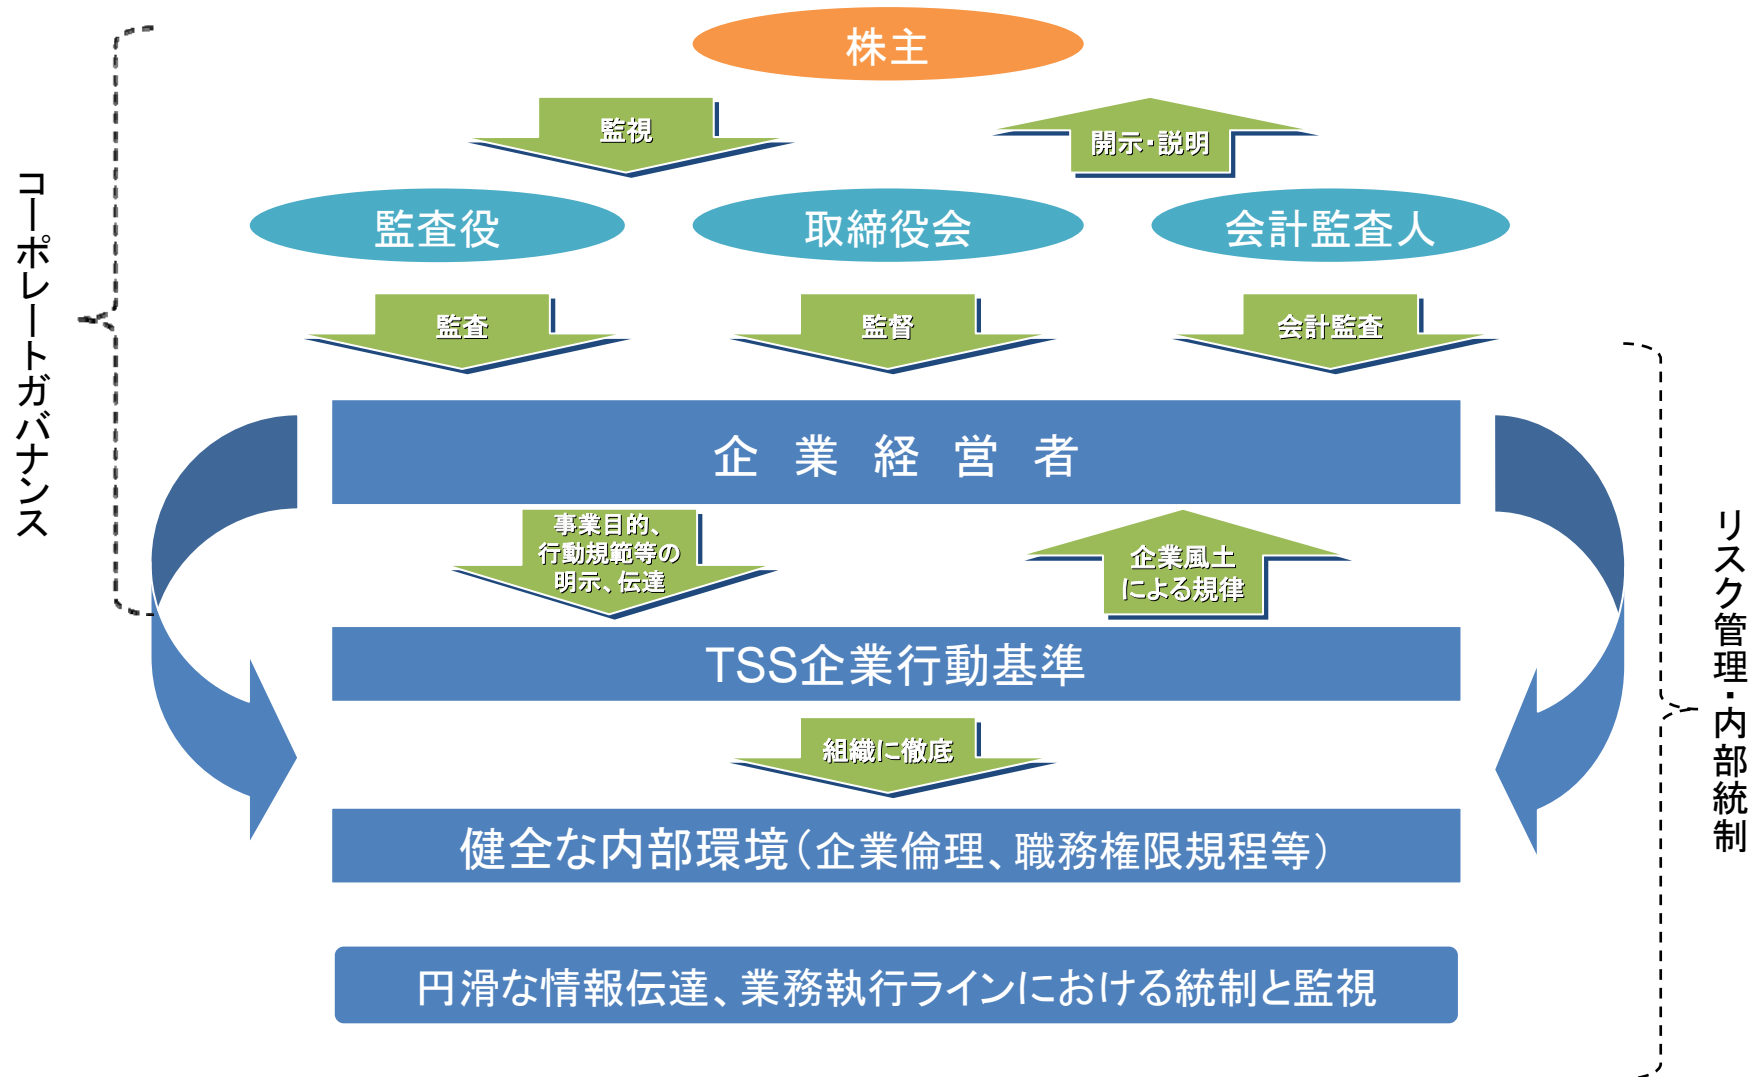 株主
監視
開示・説明
監査役
取締役会
会計監査人
監査
監督
会計監査
コーポレートガバナンス
企業経営者
事業目的、
行動規範等の
明示、伝達
企業風土
による規律
TSS企業行動基準
リスク管理・内部統制
組織に徹底
健全な内部環境（企業倫理、職務権限規程等）
円滑な情報伝達、業務執行ラインにおける統制と監視